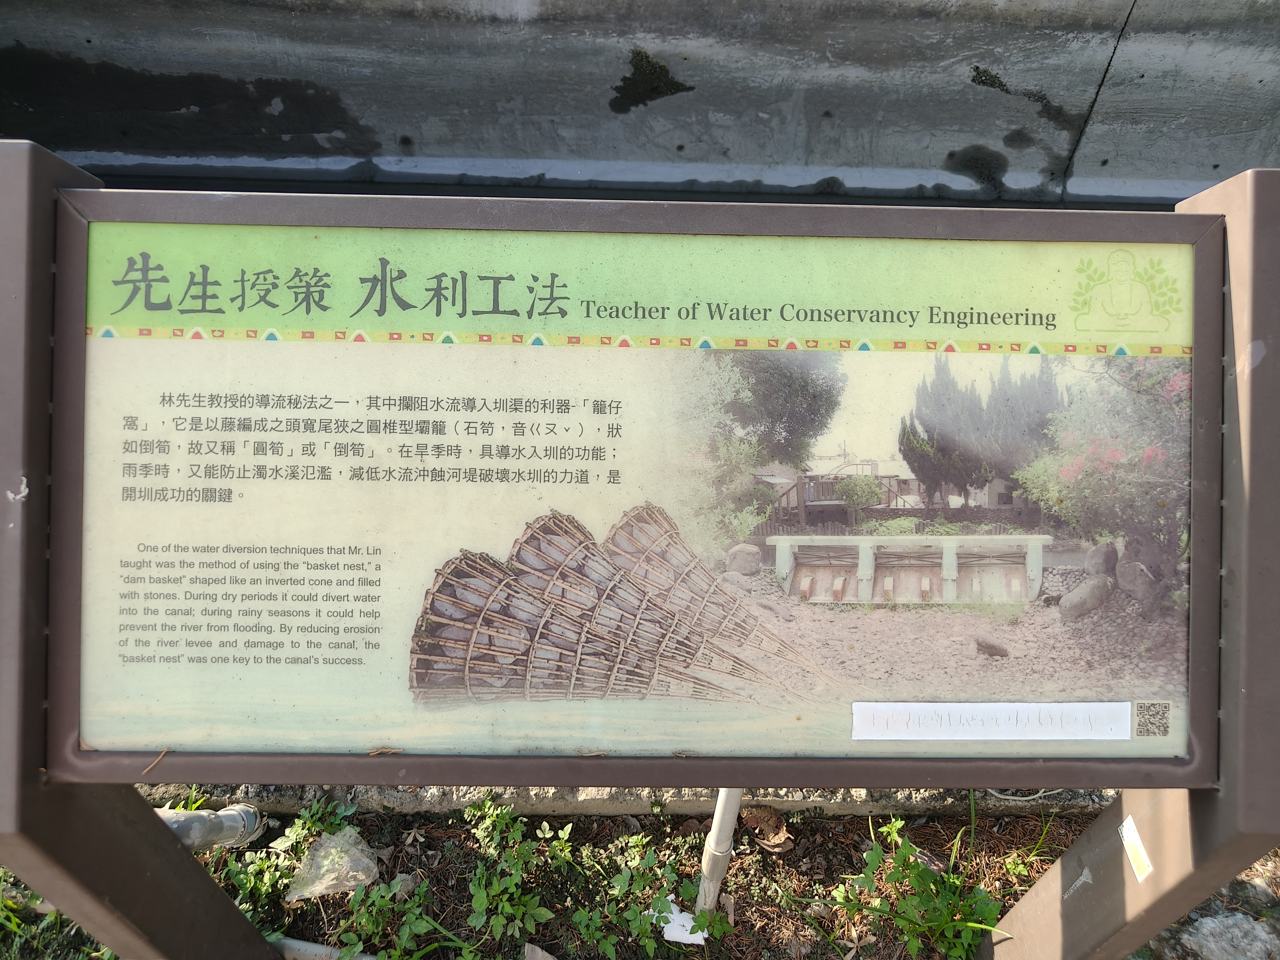 先生授策 水利工法 Teacher of Water Conservancy Engineering
林先生教授的導流秘法之一，其中攔阻水流導入圳渠的利器-「籠仔
篙」，它是以藤編成之頭寬尾狹之圓椎型壩籠（石笱，音ㄍㄡˇ），狀
如倒筍，故又稱「圓筍」或「倒筍」。在旱季時，具導水入圳的功能；
雨季時，又能防止濁水溪氾濫，減低水流沖蝕河堤破壞水圳的力道，是
開圳成功的關鍵。
One of the water diversion techniques that Mr. Lin
taught was the method of using the “basket nest,” a
“dam basket” shaped like an inverted cone and filled
with stones. During dry periods it could divert water
into the canal; during rainy seasons it could help
prevent the river from flooding. By reducing erosion
of the river levee and damage to the canal, the
“basket nest” was one key to the canal’s success.